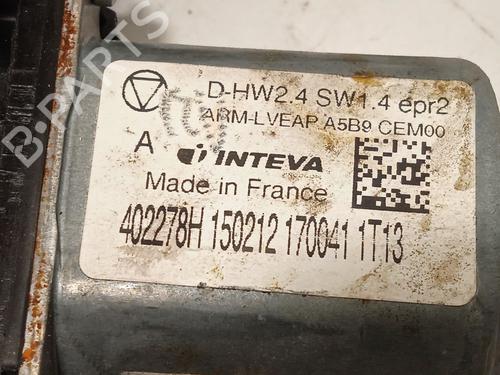 D-HW2.4 SW1.4 epr2
ARM-LVEAP A5B9 CEM00
A INTEVA
Made in France
402278H 150212 170041 1T13
B-PARTS